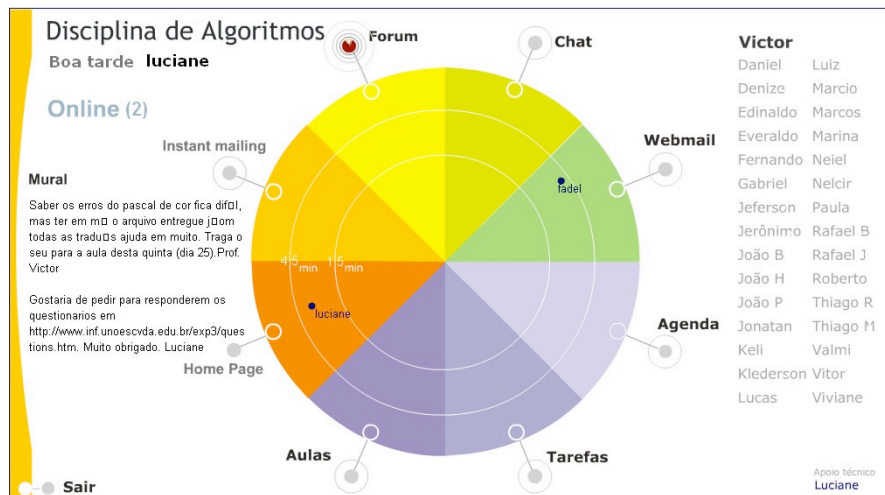 Disciplina de Algoritmos
Boa tarde luciane
Online (2)
Forum
Chat
Instant mailing
Webmail
Mural
Saber os erros do pascal de cor fica dif□l,
mas ter em m□ o arquivo entregue j□om
todas as tradu□s ajuda em muito. Traga o
seu para a aula desta quinta (dia 25).Prof.
Victor
Gostaria de pedir para responderem os
questionarios em
http://www.inf.unoescvda.edu.br/exp3/ques
tions.htm. Muito obrigado. Luciane
fadel
45 min 15 min
luciane
Home Page
Agenda
Aulas
Tarefas
Sair
Victor
Daniel Luiz
Denize Marcio
Edinaldo Marcos
Everaldo Marina
Fernando Neiel
Gabriel Nelcir
Jeferson Paula
Jerônimo Rafael B
João B Rafael J
João H Roberto
João P Thiago R
Jonatan Thiago M
Keli Valmi
Klederson Vitor
Lucas Viviane
Apoio técnico
Luciane